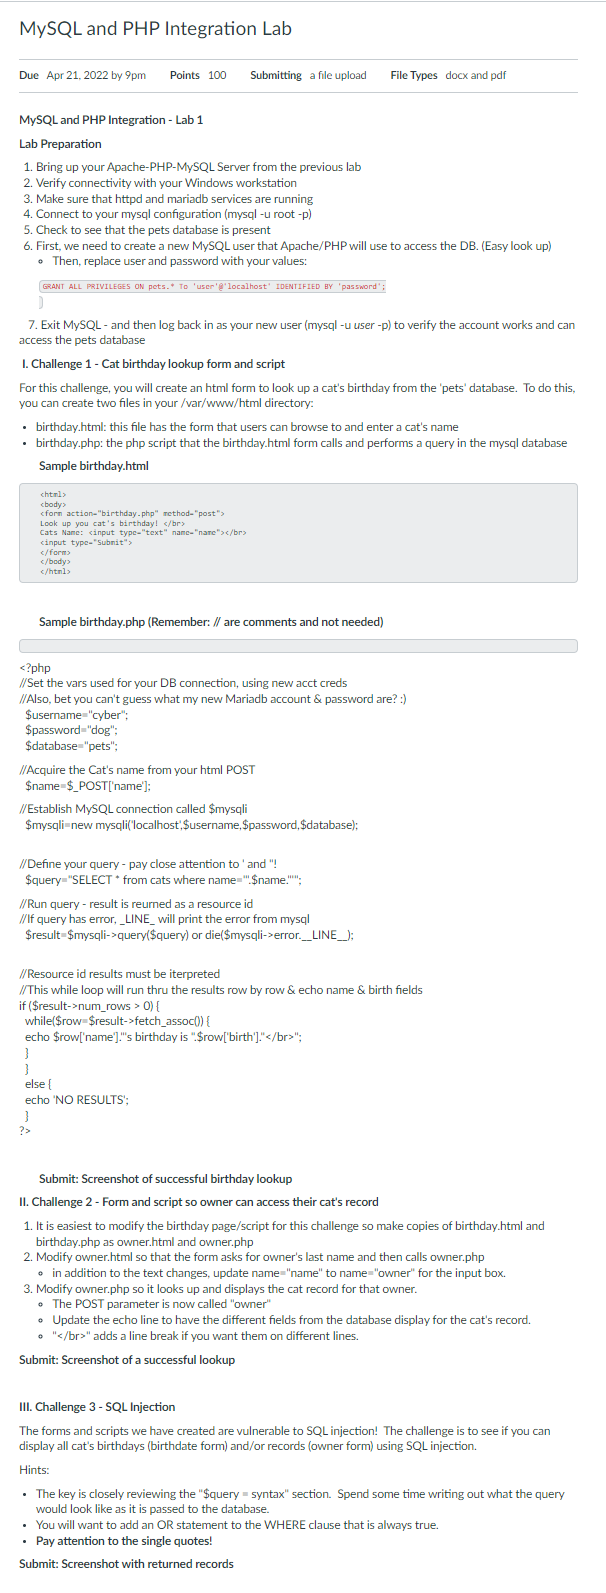 MySQL and PHP Integration Lab
Due Apr 21, 2022 by 9pm Points 100 Submitting a file upload File Types docx and pdf
MySQL and PHP Integration - Lab 1
Lab Preparation
1. Bring up your Apache-PHP-MySQL Server from the previous lab
2. Verify connectivity with your Windows workstation
3. Make sure that httpd and mariadb services are running
4. Connect to your mysql configuration (mysql -u root -p)
5. Check to see that the pets database is present
6. First, we need to create a new MySQL user that Apache/PHP will use to access the DB. (Easy look up)
Then, replace user and password with your values:
GRANT ALL PRIVILEGES ON pets.* To 'user'@'localhost' IDENTIFIED BY 'password';
7. Exit MySQL - and then log back in as your new user (mysql -u user -p) to verify the account works and can
access the pets database
I. Challenge 1 - Cat birthday lookup form and script
For this challenge, you will create an html form to look up a cat's birthday from the 'pets' database. To do this,
you can create two files in your /var/www/html directory:
• birthday.html: this file has the form that users can browse to and enter a cat's name
• birthday.php: the php script that the birthday.html form calls and performs a query in the mysql database
Sample birthday.html
<html>
<body>
<form action="birthday.php" method="post">
Look up you cat's birthday! </br>
Cats Name: <input type="text" name="name"></br>
<input type="Submit">
</form>
</body>
</html>
Sample birthday.php (Remember: // are comments and not needed)
<?php
//Set the vars used for your DB connection, using new acct creds
//Also, bet you can't guess what my new Mariadb account & password are? :)
$username="cyber";
$password="dog";
$database="pets";
//Acquire the Cat's name from your html POST
$name=$_POST['name'];
//Establish MySQL connection called $mysqli
$mysqli=new mysqli('localhost',$username,$password,$database);
//Define your query - pay close attention to ' and "!
$query="SELECT * from cats where name='".$name."'";
//Run query - result is reurned as a resource id
//If query has error, _LINE_ will print the error from mysql
$result=$mysqli->query($query) or die($mysqli->error.__LINE__);
//Resource id results must be iterpreted
//This while loop will run thru the results row by row & echo name & birth fields
if ($result->num_rows > 0) {
while($row=$result->fetch_assoc()) {
echo $row['name']."'s birthday is ".$row['birth']."</br>";
}
}
else {
echo 'NO RESULTS';
}
?>
Submit: Screenshot of successful birthday lookup
II. Challenge 2 - Form and script so owner can access their cat's record
1. It is easiest to modify the birthday page/script for this challenge so make copies of birthday.html and
birthday.php as owner.html and owner.php
2. Modify owner.html so that the form asks for owner's last name and then calls owner.php
in addition to the text changes, update name="name" to name="owner" for the input box.
3. Modify owner.php so it looks up and displays the cat record for that owner.
The POST parameter is now called "owner"
Update the echo line to have the different fields from the database display for the cat's record.
"</br>" adds a line break if you want them on different lines.
Submit: Screenshot of a successful lookup
III. Challenge 3 - SQL Injection
The forms and scripts we have created are vulnerable to SQL injection! The challenge is to see if you can
display all cat's birthdays (birthdate form) and/or records (owner form) using SQL injection.
Hints:
• The key is closely reviewing the "$query = syntax" section. Spend some time writing out what the query
would look like as it is passed to the database.
• You will want to add an OR statement to the WHERE clause that is always true.
• Pay attention to the single quotes!
Submit: Screenshot with returned records